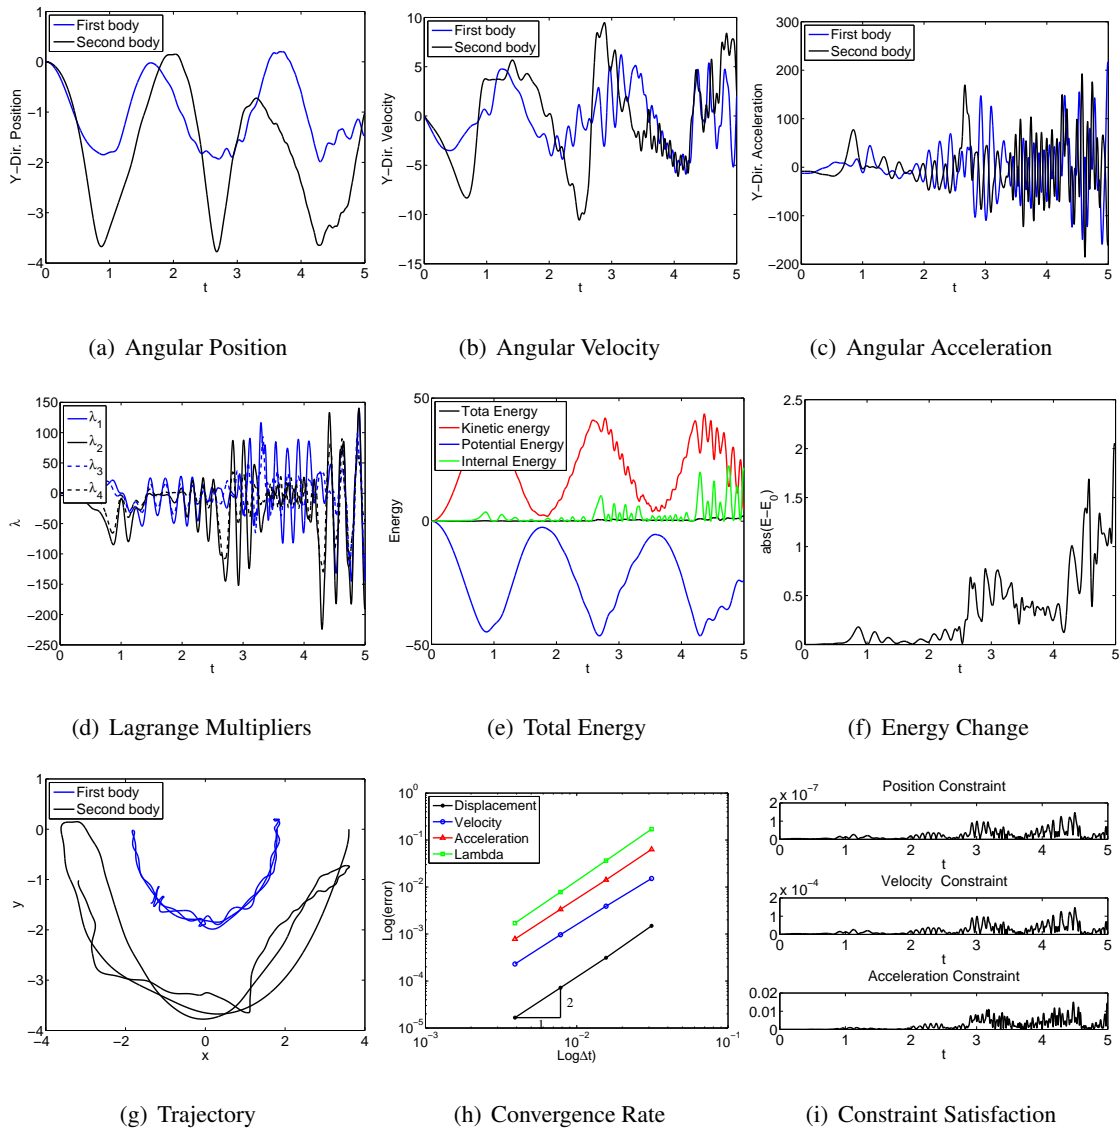 First body
Second body
Y−Dir. Position
1
0
−1
−2
−3
−4
0 1 2 3 4 5
t
(a) Angular Position
First body
Second body
Y−Dir. Velocity
10
5
0
−5
−10
−15
0 1 2 3 4 5
t
(b) Angular Velocity
First body
Second body
Y−Dir. Acceleration
300
200
100
0
−100
−200
0 1 2 3 4 5
t
(c) Angular Acceleration
λ1
λ2
λ3
λ4
λ
150
100
50
0
−50
−100
−150
−200
−250
0 1 2 3 4 5
t
(d) Lagrange Multipliers
Tota Energy
Kinetic energy
Potential Energy
Internal Energy
Energy
50
0
−50
0 1 2 3 4 5
t
(e) Total Energy
abs(E−E0)
2.5
2
1.5
1
0.5
0
0 1 2 3 4 5
t
(f) Energy Change
First body
Second body
y
1
0
−1
−2
−3
−4
−4 −2 0 2 4
x
(g) Trajectory
Displacement
Velocity
Acceleration
Lambda
Log(error)
10^0
10^−1
10^−2
10^−3
10^−4
10^−5
2
1
10^−3 10^−2 10^−1
LogΔt)
(h) Convergence Rate
x 10^−7
Position Constraint
2
1
0
0 1 2 3 4 5
t
x 10^−4
Velocity Constraint
2
1
0
0 1 2 3 4 5
t
Acceleration Constraint
0.02
0.01
0
0 1 2 3 4 5
t
(i) Constraint Satisfaction